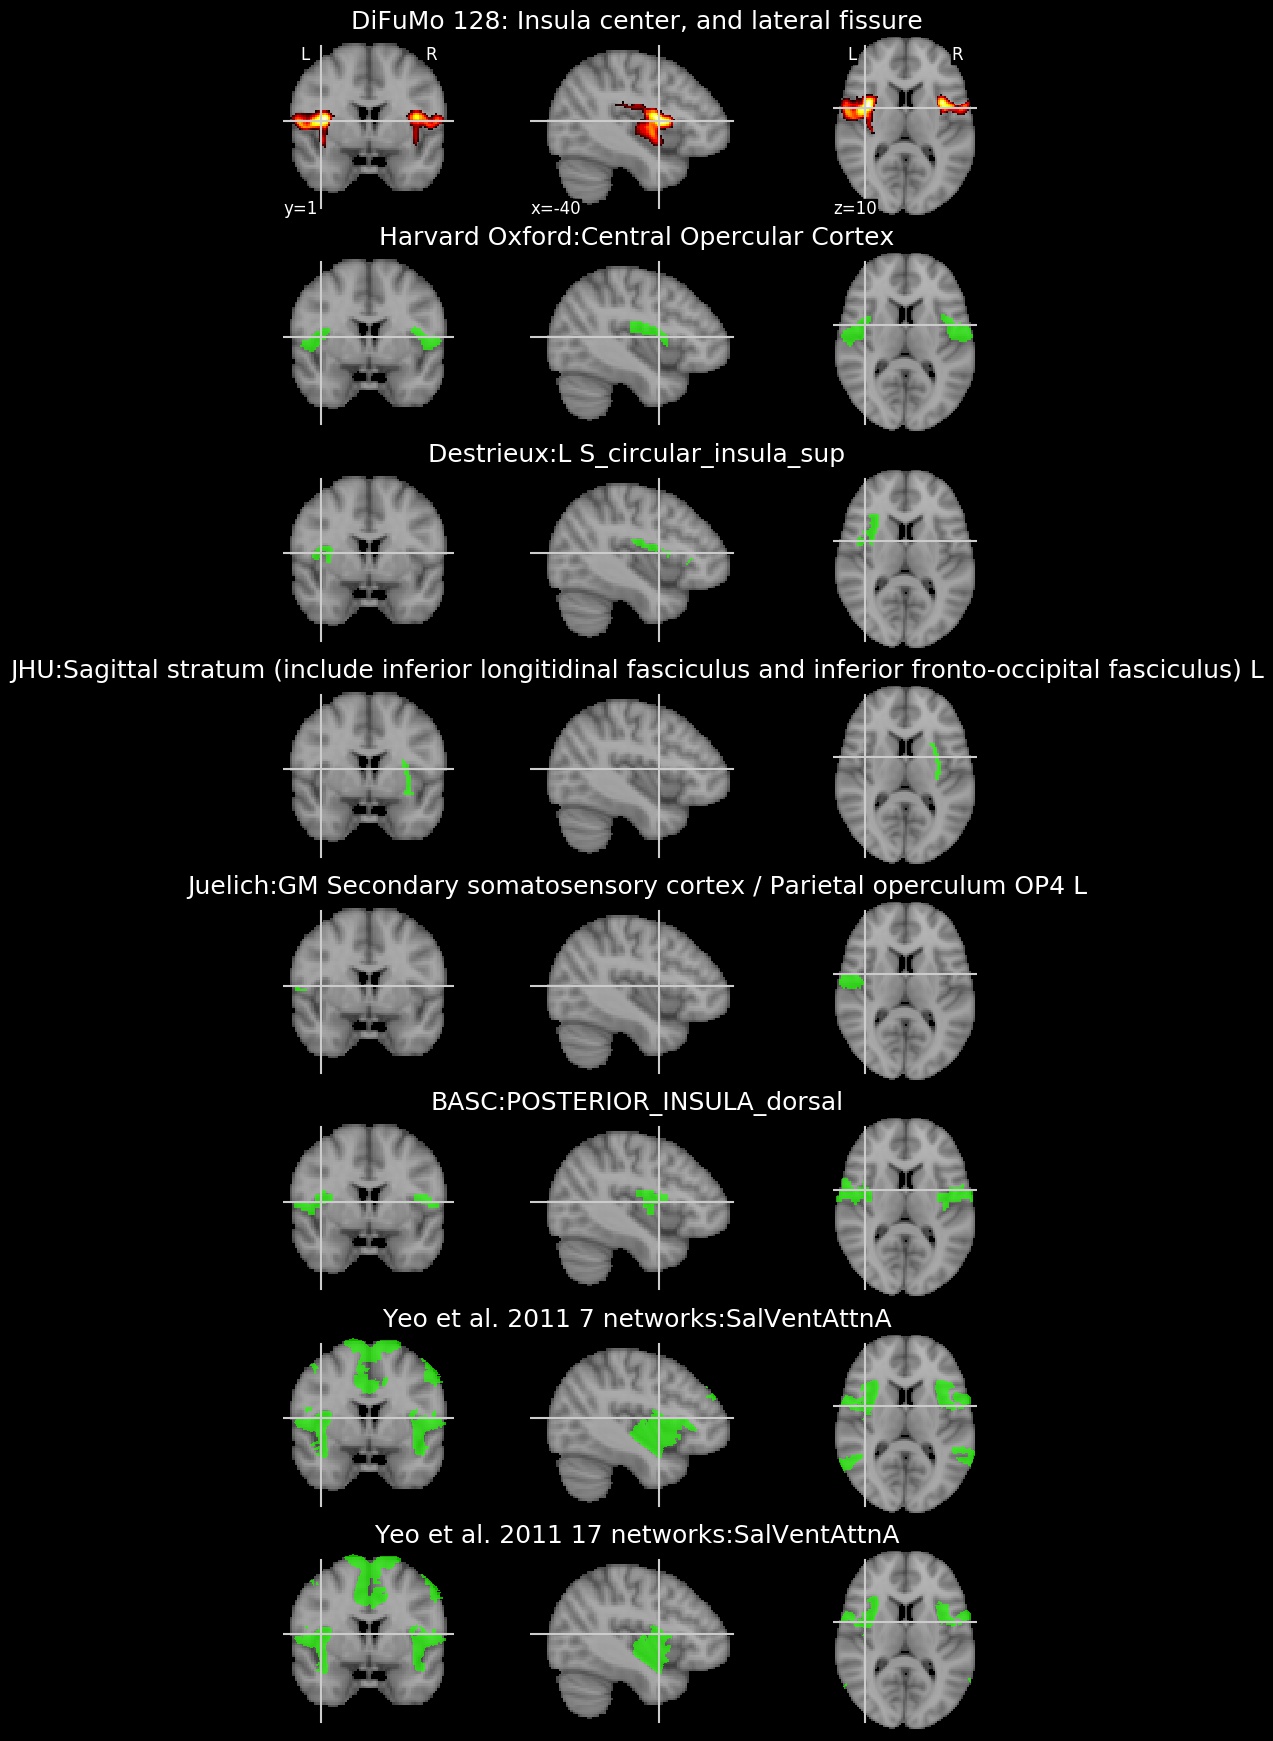 DiFuMo 128: Insula center, and lateral fissure
L R L R
y=1 x=-40 z=10
Harvard Oxford:Central Opercular Cortex
Destrieux:L S_circular_insula_sup
JHU:Sagittal stratum (include inferior longitidinal fasciculus and inferior fronto-occipital fasciculus) L
Juelich:GM Secondary somatosensory cortex / Parietal operculum OP4 L
BASC:POSTERIOR_INSULA_dorsal
Yeo et al. 2011 7 networks:SalVentAttnA
Yeo et al. 2011 17 networks:SalVentAttnA